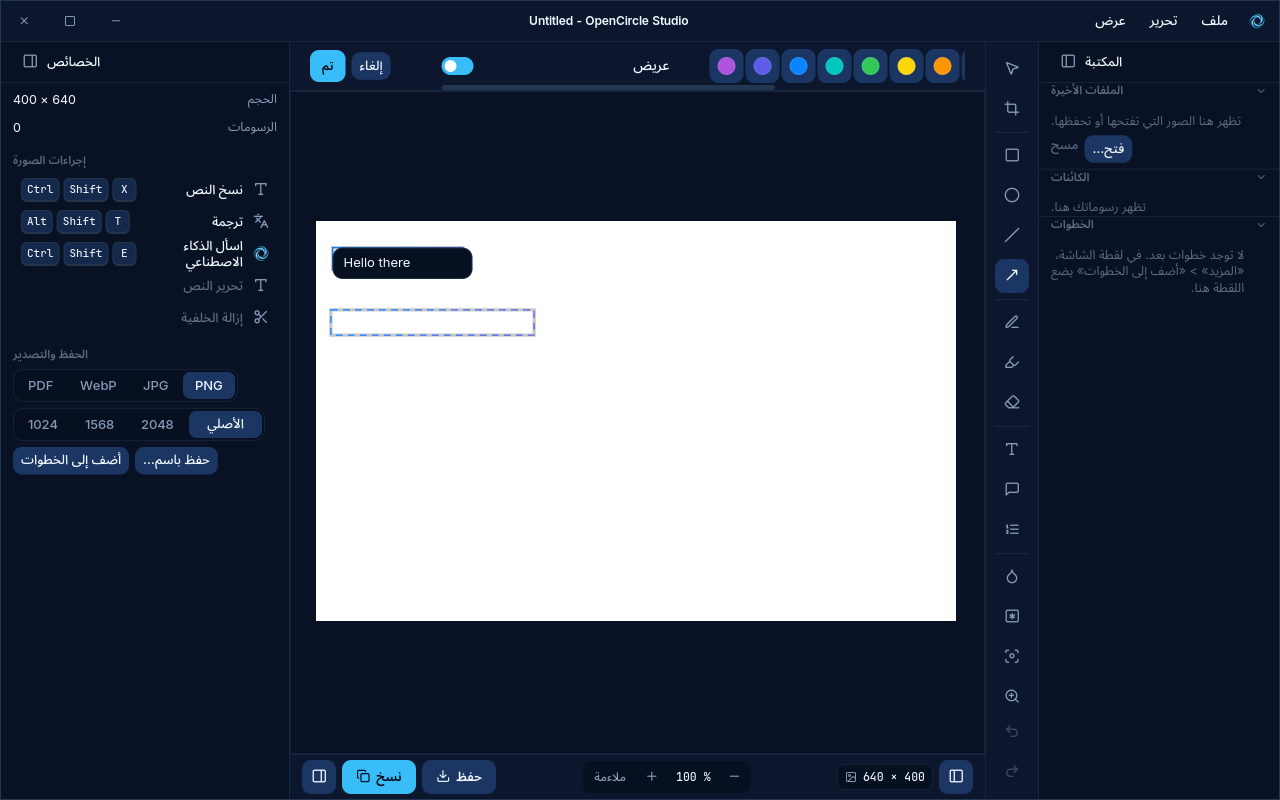 ملف
تحرير
عرض
Untitled - OpenCircle Studio
المكتبة
الملفات الأخيرة
تظهر هنا الصور التي تفتحها أو تحفظها.
فتح...
مسح
الكائنات
تظهر رسوماتك هنا.
الخطوات
لا توجد خطوات بعد. في لقطة الشاشة،
«المزيد» > «أضف إلى الخطوات» يضع
اللقطة هنا.
عريض
إلغاء
تم
Hello there
الخصائص
الحجم 640 × 400
الرسومات 0
إجراءات الصورة
نسخ النص Ctrl Shift X
ترجمة Alt Shift T
اسأل الذكاء
الاصطناعي Ctrl Shift E
تحرير النص
إزالة الخلفية
الحفظ والتصدير
PNG JPG WebP PDF
الأصلي 2048 1568 1024
حفظ باسم...
أضف إلى الخطوات
640 × 400
100 %
ملاءمة
حفظ
نسخ